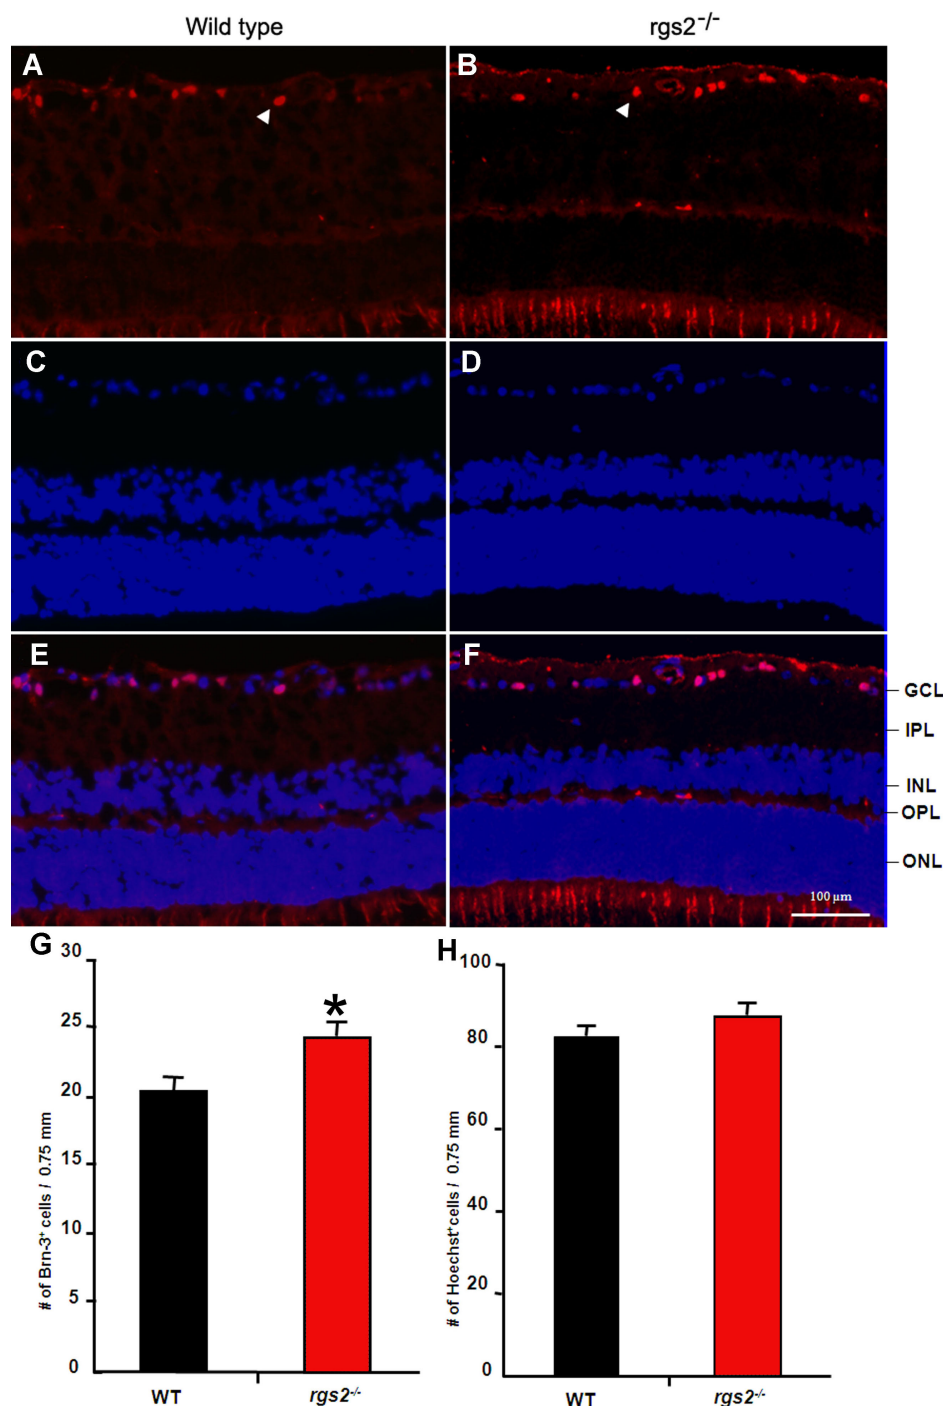 Wild type
rgs2-/-
A
B
C
D
E
F
GCL
IPL
INL
OPL
ONL
100 µm
G
30
25
20
15
10
5
0
# of Brn-3+ cells / 0.75 mm
*
WT
rgs2-/-
H
100
80
60
40
20
0
# of Hoechst+cells / 0.75 mm
WT
rgs2-/-